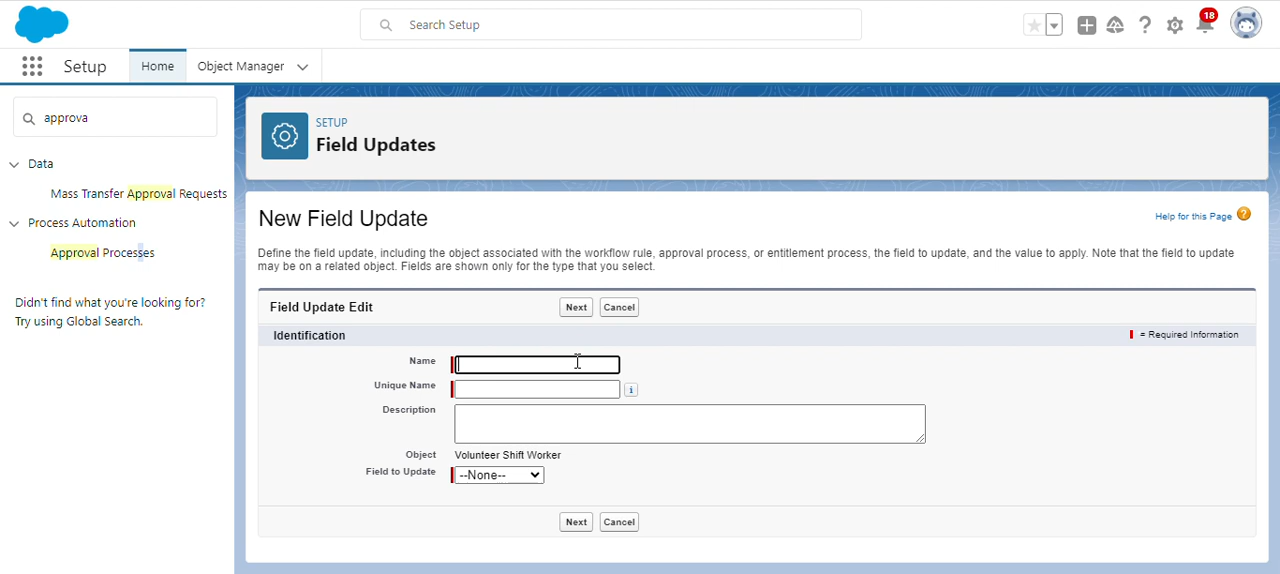 Search Setup
18
Setup
Home
Object Manager
approva
Data
Mass Transfer Approval Requests
Process Automation
Approval Processes
Didn't find what you're looking for?
Try using Global Search.
SETUP
Field Updates
New Field Update
Help for this Page ?
Define the field update, including the object associated with the workflow rule, approval process, or entitlement process, the field to update, and the value to apply. Note that the field to update
may be on a related object. Fields are shown only for the type that you select.
Field Update Edit
Next
Cancel
Identification
= Required Information
Name
Unique Name
i
Description
Object
Volunteer Shift Worker
Field to Update
--None--
Next
Cancel